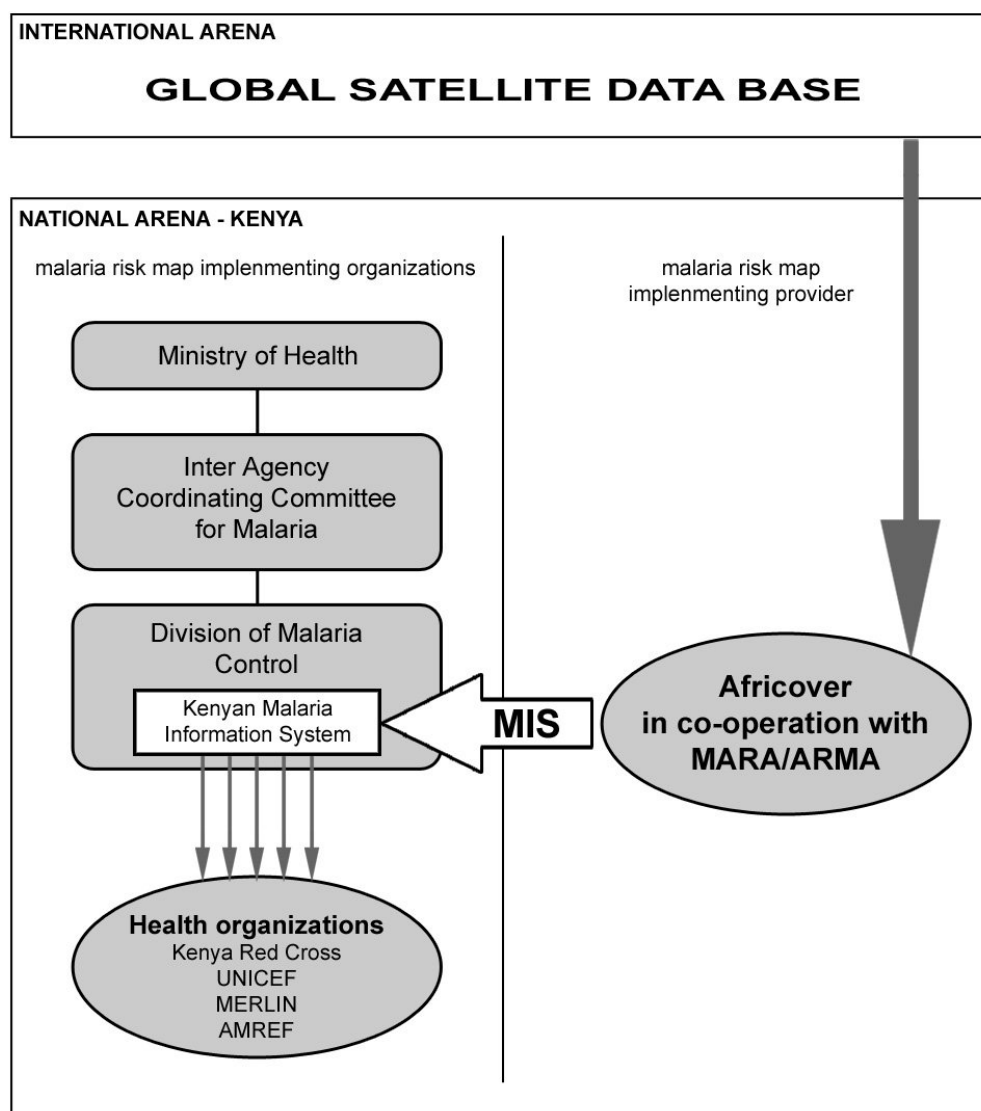 INTERNATIONAL ARENA
GLOBAL SATELLITE DATA BASE
NATIONAL ARENA - KENYA
malaria risk map implenmenting organizations
malaria risk map
implenmenting provider
Ministry of Health
Inter Agency
Coordinating Committee
for Malaria
Division of Malaria
Control
Kenyan Malaria
Information System
MIS
Africover
in co-operation with
MARA/ARMA
Health organizations
Kenya Red Cross
UNICEF
MERLIN
AMREF